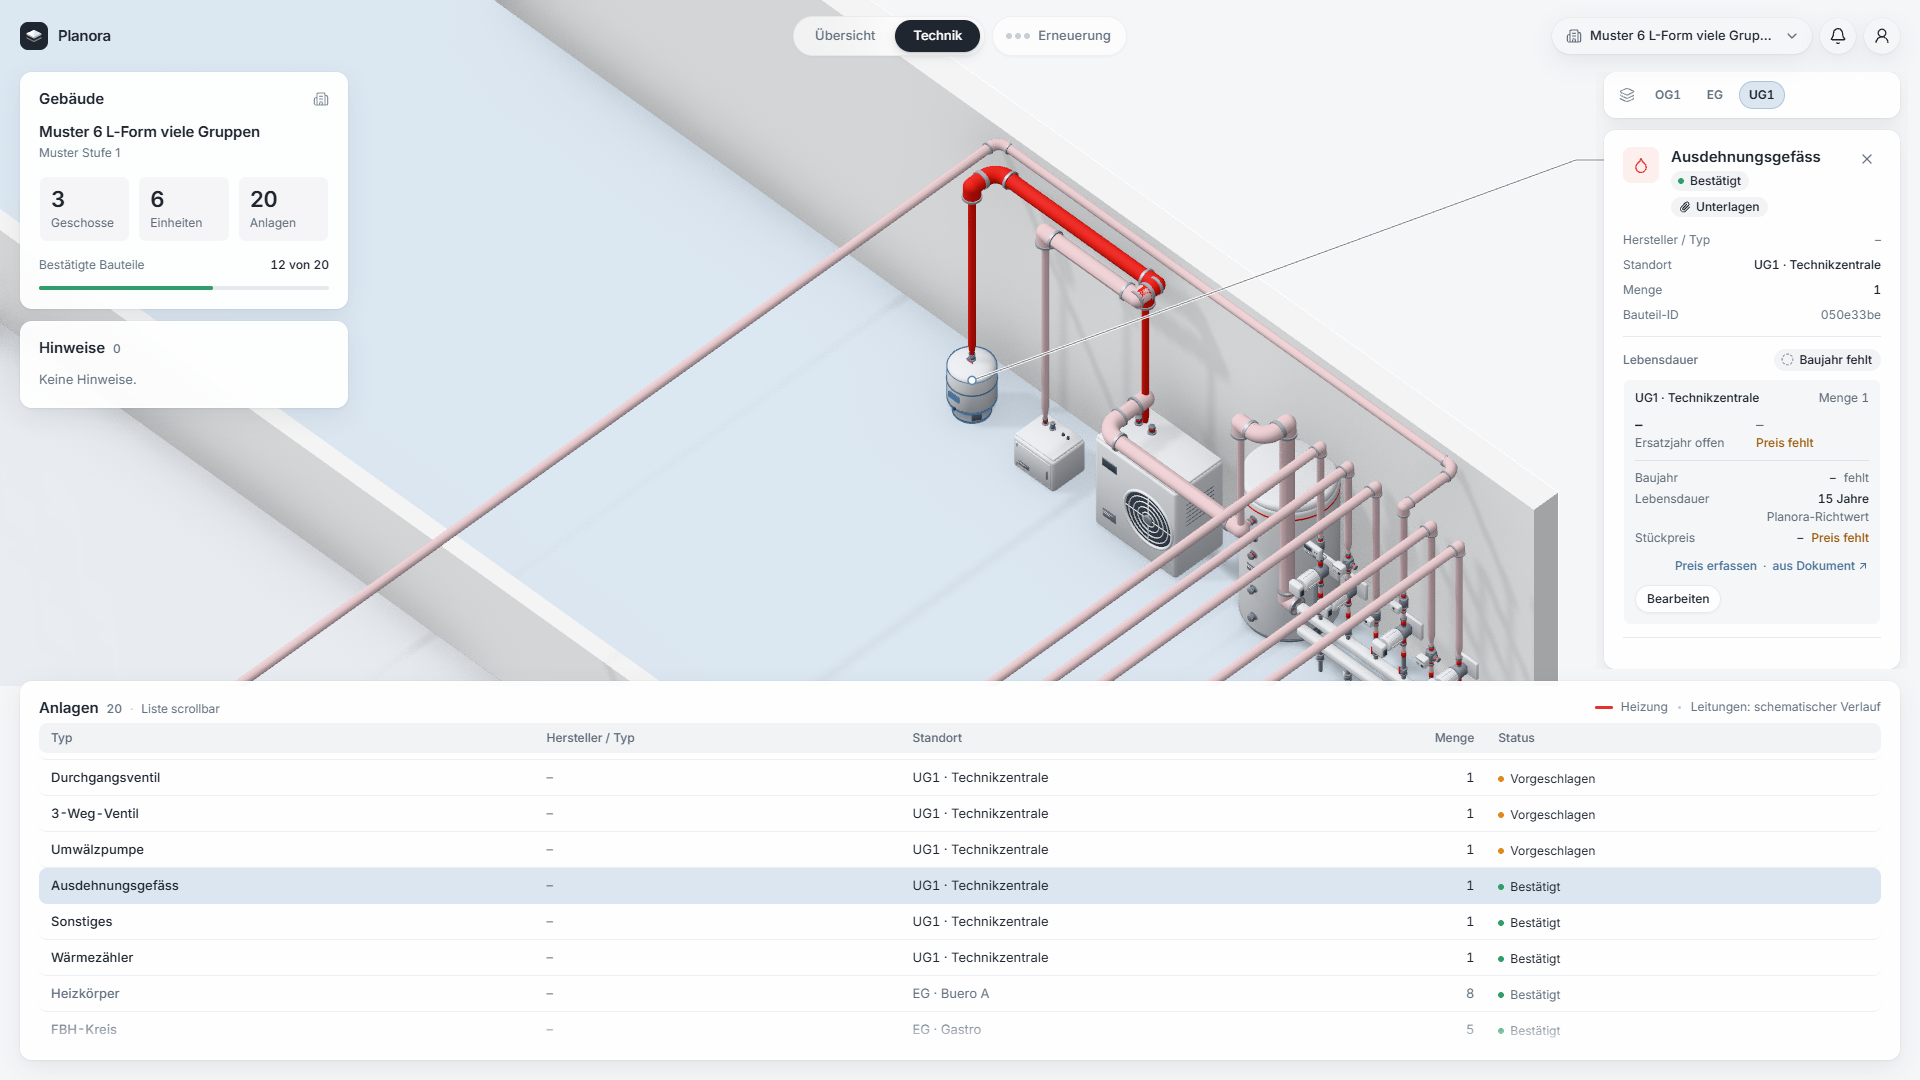 Planora
Übersicht
Technik
Erneuerung
Muster 6 L-Form viele Grup...
Gebäude
Muster 6 L-Form viele Gruppen
Muster Stufe 1
3
Geschosse
6
Einheiten
20
Anlagen
Bestätigte Bauteile
12 von 20
Hinweise 0
Keine Hinweise.
OG1
EG
UG1
Ausdehnungsgefäss
Bestätigt
Unterlagen
Hersteller / Typ –
Standort UG1 · Technikzentrale
Menge 1
Bauteil-ID 050e33be
Lebensdauer Baujahr fehlt
UG1 · Technikzentrale Menge 1
– –
Ersatzjahr offen Preis fehlt
Baujahr – fehlt
Lebensdauer 15 Jahre
Planora-Richtwert
Stückpreis – Preis fehlt
Preis erfassen · aus Dokument ↗
Bearbeiten
Anlagen 20 · Liste scrollbar
Heizung · Leitungen: schematischer Verlauf
Typ Hersteller / Typ Standort Menge Status
Durchgangsventil – UG1 · Technikzentrale 1 Vorgeschlagen
3-Weg-Ventil – UG1 · Technikzentrale 1 Vorgeschlagen
Umwälzpumpe – UG1 · Technikzentrale 1 Vorgeschlagen
Ausdehnungsgefäss – UG1 · Technikzentrale 1 Bestätigt
Sonstiges – UG1 · Technikzentrale 1 Bestätigt
Wärmezähler – UG1 · Technikzentrale 1 Bestätigt
Heizkörper – EG · Buero A 8 Bestätigt
FBH-Kreis – EG · Gastro 5 Bestätigt